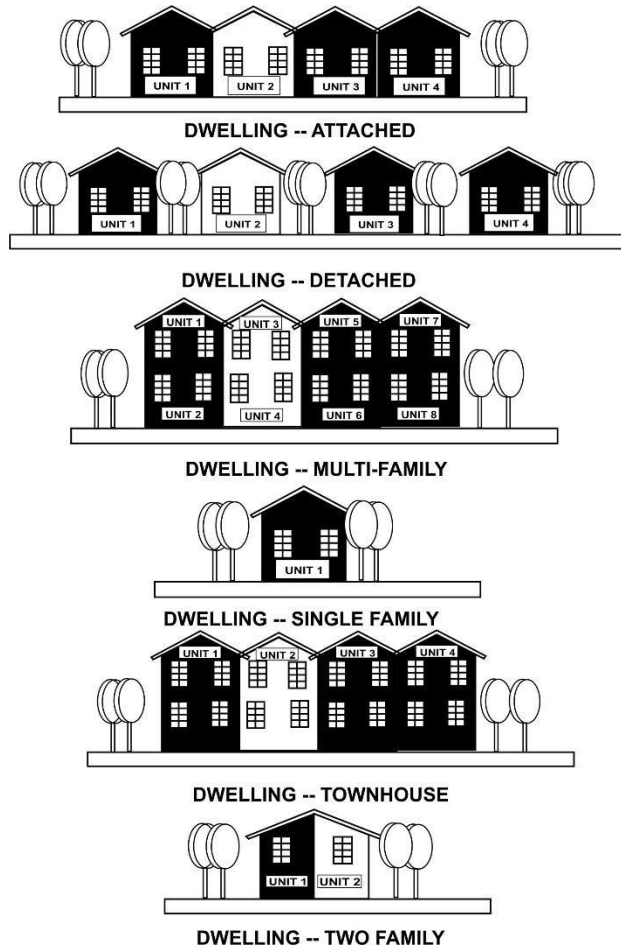 UNIT 1 UNIT 2 UNIT 3 UNIT 4
DWELLING -- ATTACHED
UNIT 1 UNIT 2 UNIT 3 UNIT 4
DWELLING -- DETACHED
UNIT 1 UNIT 3 UNIT 5 UNIT 7
UNIT 2 UNIT 4 UNIT 6 UNIT 8
DWELLING -- MULTI-FAMILY
UNIT 1
DWELLING -- SINGLE FAMILY
UNIT 1 UNIT 2 UNIT 3 UNIT 4
DWELLING -- TOWNHOUSE
UNIT 1 UNIT 2
DWELLING -- TWO FAMILY